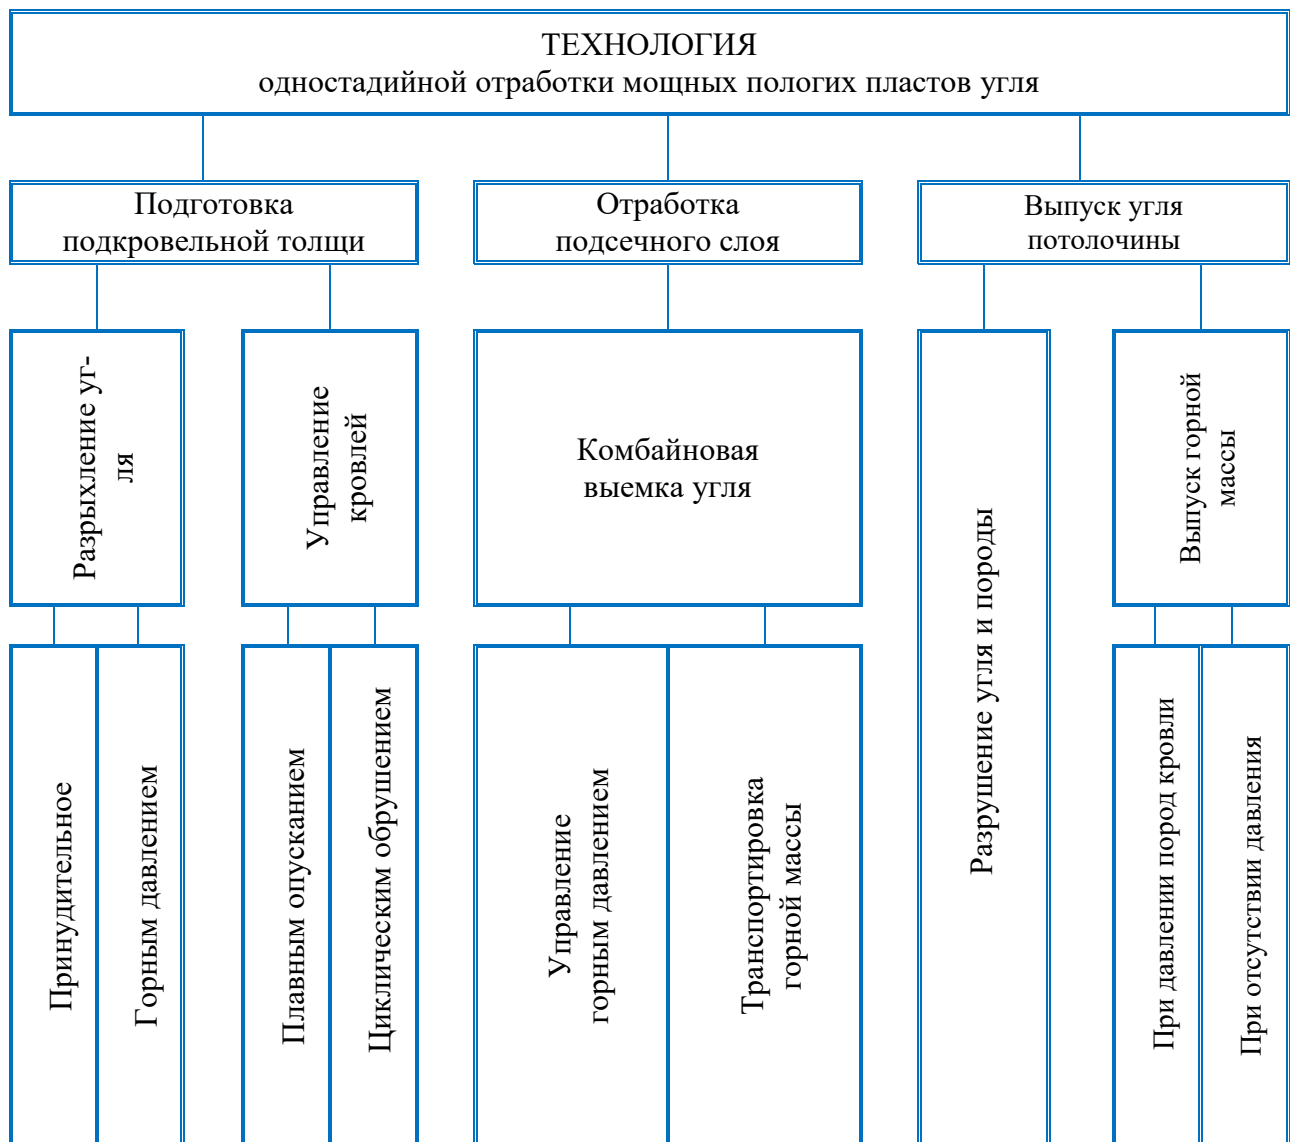 ТЕХНОЛОГИЯ
одностадийной отработки мощных пологих пластов угля
Подготовка
подкровельной толщи
Отработка
подсечного слоя
Выпуск угля
потолочины
Разрыхление уг-
ля
Управление
кровлей
Комбайновая
выемка угля
Разрушение угля и породы
Выпуск горной
массы
Принудительное
Горным давлением
Плавным опусканием
Циклическим обрушением
Управление
горным давлением
Транспортировка
горной массы
При давлении пород кровли
При отсутствии давления